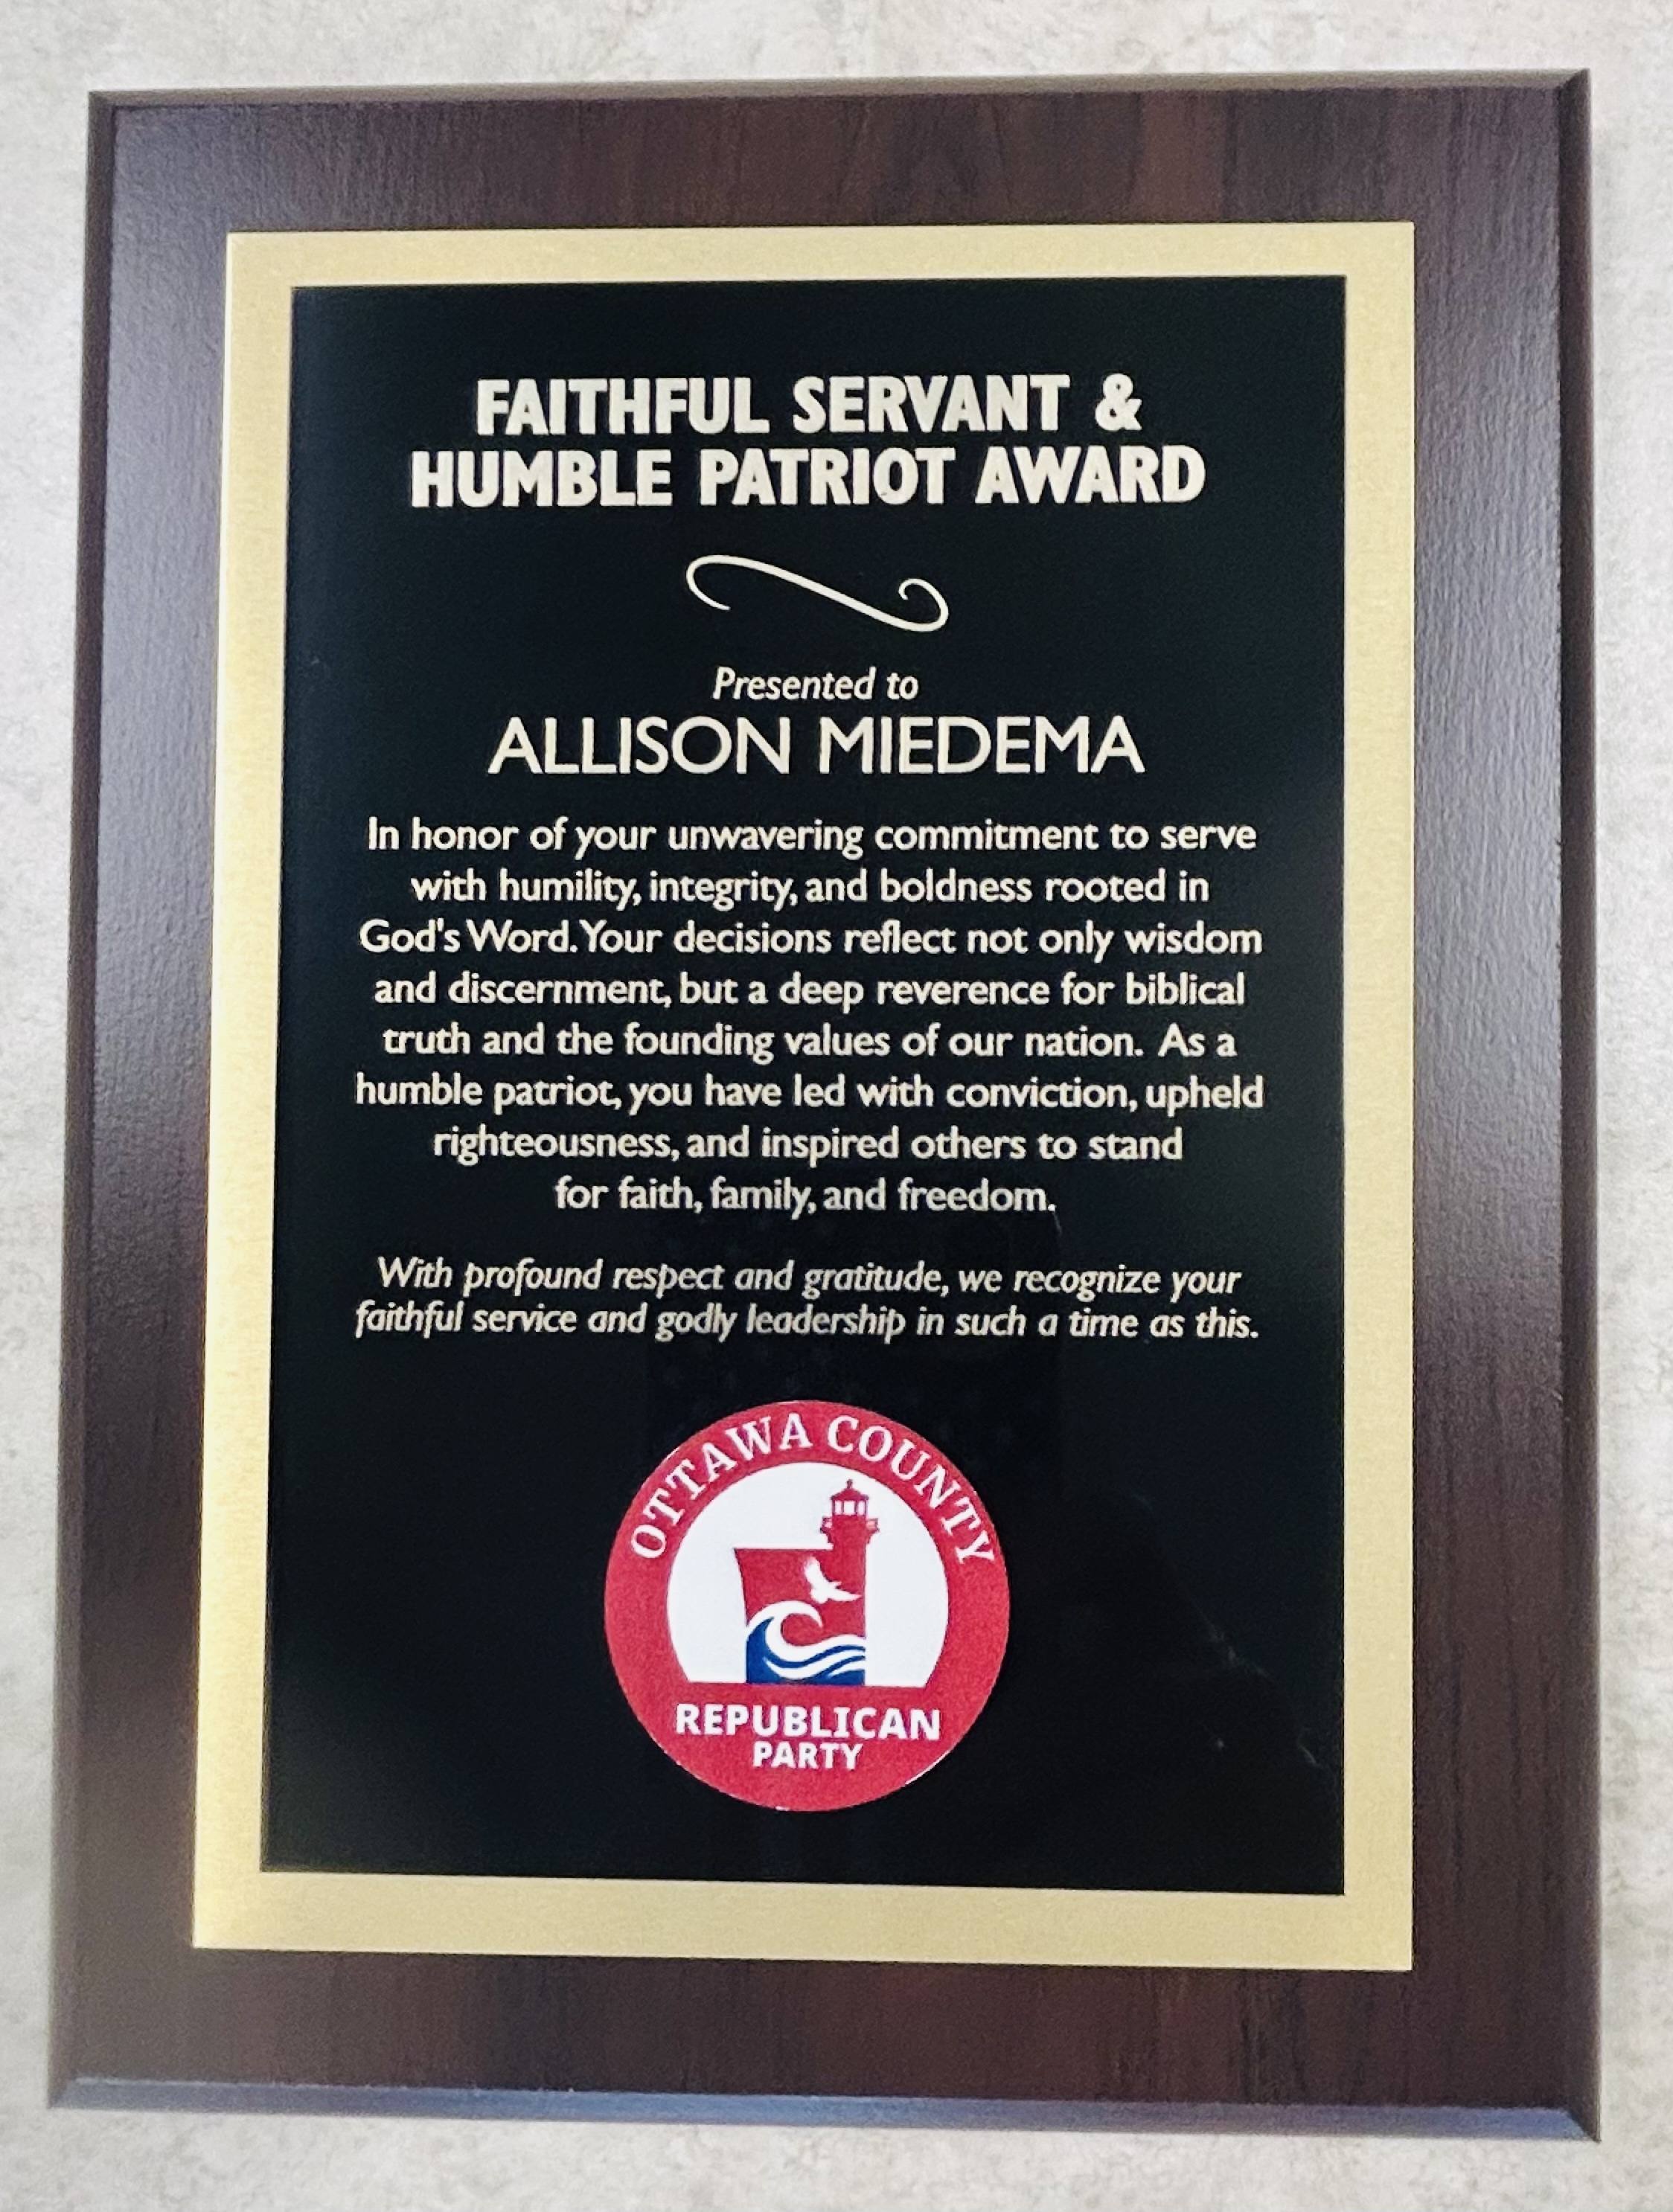 FAITHFUL SERVANT &
HUMBLE PATRIOT AWARD
Presented to
ALLISON MIEDEMA
In honor of your unwavering commitment to serve
with humility, integrity, and boldness rooted in
God's Word. Your decisions reflect not only wisdom
and discernment, but a deep reverence for biblical
truth and the founding values of our nation. As a
humble patriot, you have led with conviction, upheld
righteousness, and inspired others to stand
for faith, family, and freedom.
With profound respect and gratitude, we recognize your
faithful service and godly leadership in such a time as this.
OTTAWA COUNTY
REPUBLICAN
PARTY